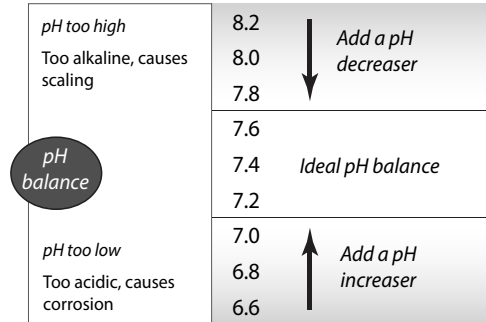 pH too high
Too alkaline, causes
scaling
pH
balance
pH too low
Too acidic, causes
corrosion
8.2
8.0
7.8
Add a pH
decreaser
7.6
7.4
7.2
Ideal pH balance
7.0
6.8
6.6
Add a pH
increaser